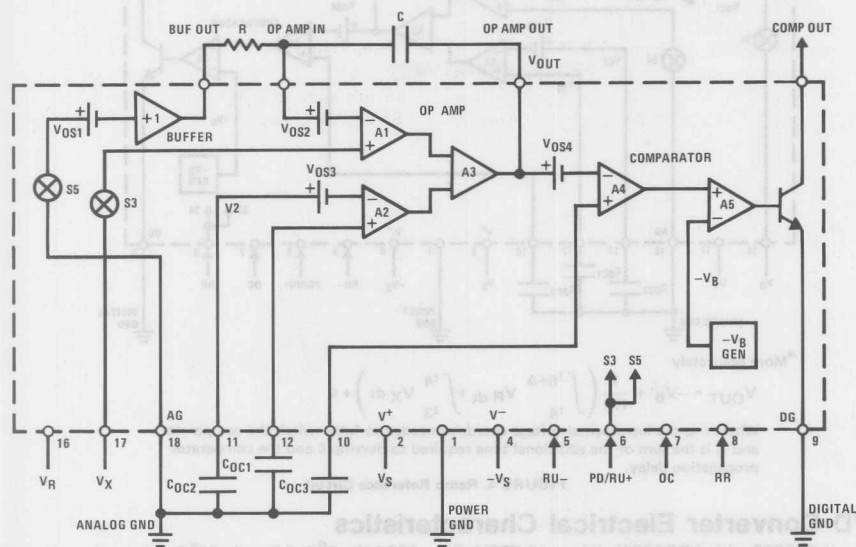 BUF OUT R OP AMP IN C OP AMP OUT COMP OUT
VOUT
VOS1 +1 BUFFER VOS2 OP AMP A1 VOS4 COMPARATOR
S5 S3 VOS3 A3 A4 A5
V2 A2
-VB
-VB GEN
S3 S5
AG V+ V- DG
16 17 18 11 12 10 2 1 4 5 6 7 8 9
VR VX COC2 COC1 COC3 VS -VS RU- PD/RU+ OC RR
ANALOG GND POWER GND DIGITAL GND